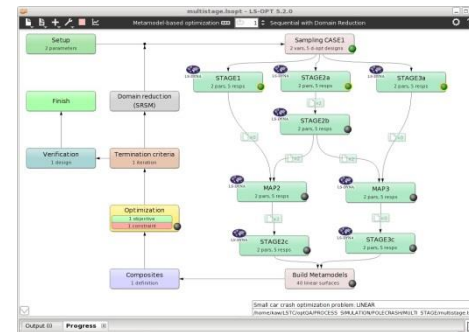 multistage.lsopt - LS-OPT 5.2.0
Metamodel-based optimization
1
Sequential with Domain Reduction
Setup
2 parameters
Sampling CASE1
2 vars, 5 d-opt designs
STAGE1
2 pars, 5 resps
STAGE2a
2 pars, 5 resps
STAGE3a
2 pars, 5 resps
Finish
Domain reduction
(SRSM)
STAGE2b
2 pars, 3 resps
Verification
1 design
Termination criteria
1 iteration
MAP2
2 pars, 5 resps
MAP3
2 pars, 5 resps
Optimization
1 objective
1 constraint
STAGE2c
2 pars, 5 resps
STAGE3c
2 pars, 5 resps
Composites
1 definition
Build Metamodels
40 linear surfaces
Small car crash optimization problem: LINEAR
Output (I)
Progress